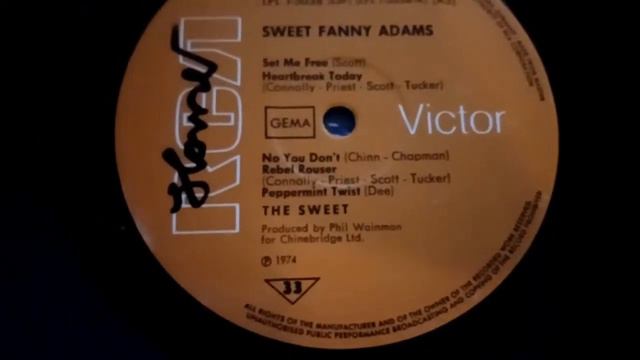 SWEET FANNY ADAMS
Set Me Free (Scott)
Heartbreak Today
(Connolly - Priest - Scott - Tucker)
GEMA
RCA
Victor
No You Don't (Chinn - Chapman)
Rebel Rouser
(Connolly - Priest - Scott - Tucker)
Peppermint Twist (Dee)
THE SWEET
Produced by Phil Wainman
for Chinebridge Ltd.
℗ 1974
33
ALL RIGHTS OF THE MANUFACTURER AND OF THE OWNER OF THE RECORDED WORK RESERVED
UNAUTHORISED PUBLIC PERFORMANCE BROADCASTING AND COPYING OF THE RECORD PROHIBITED